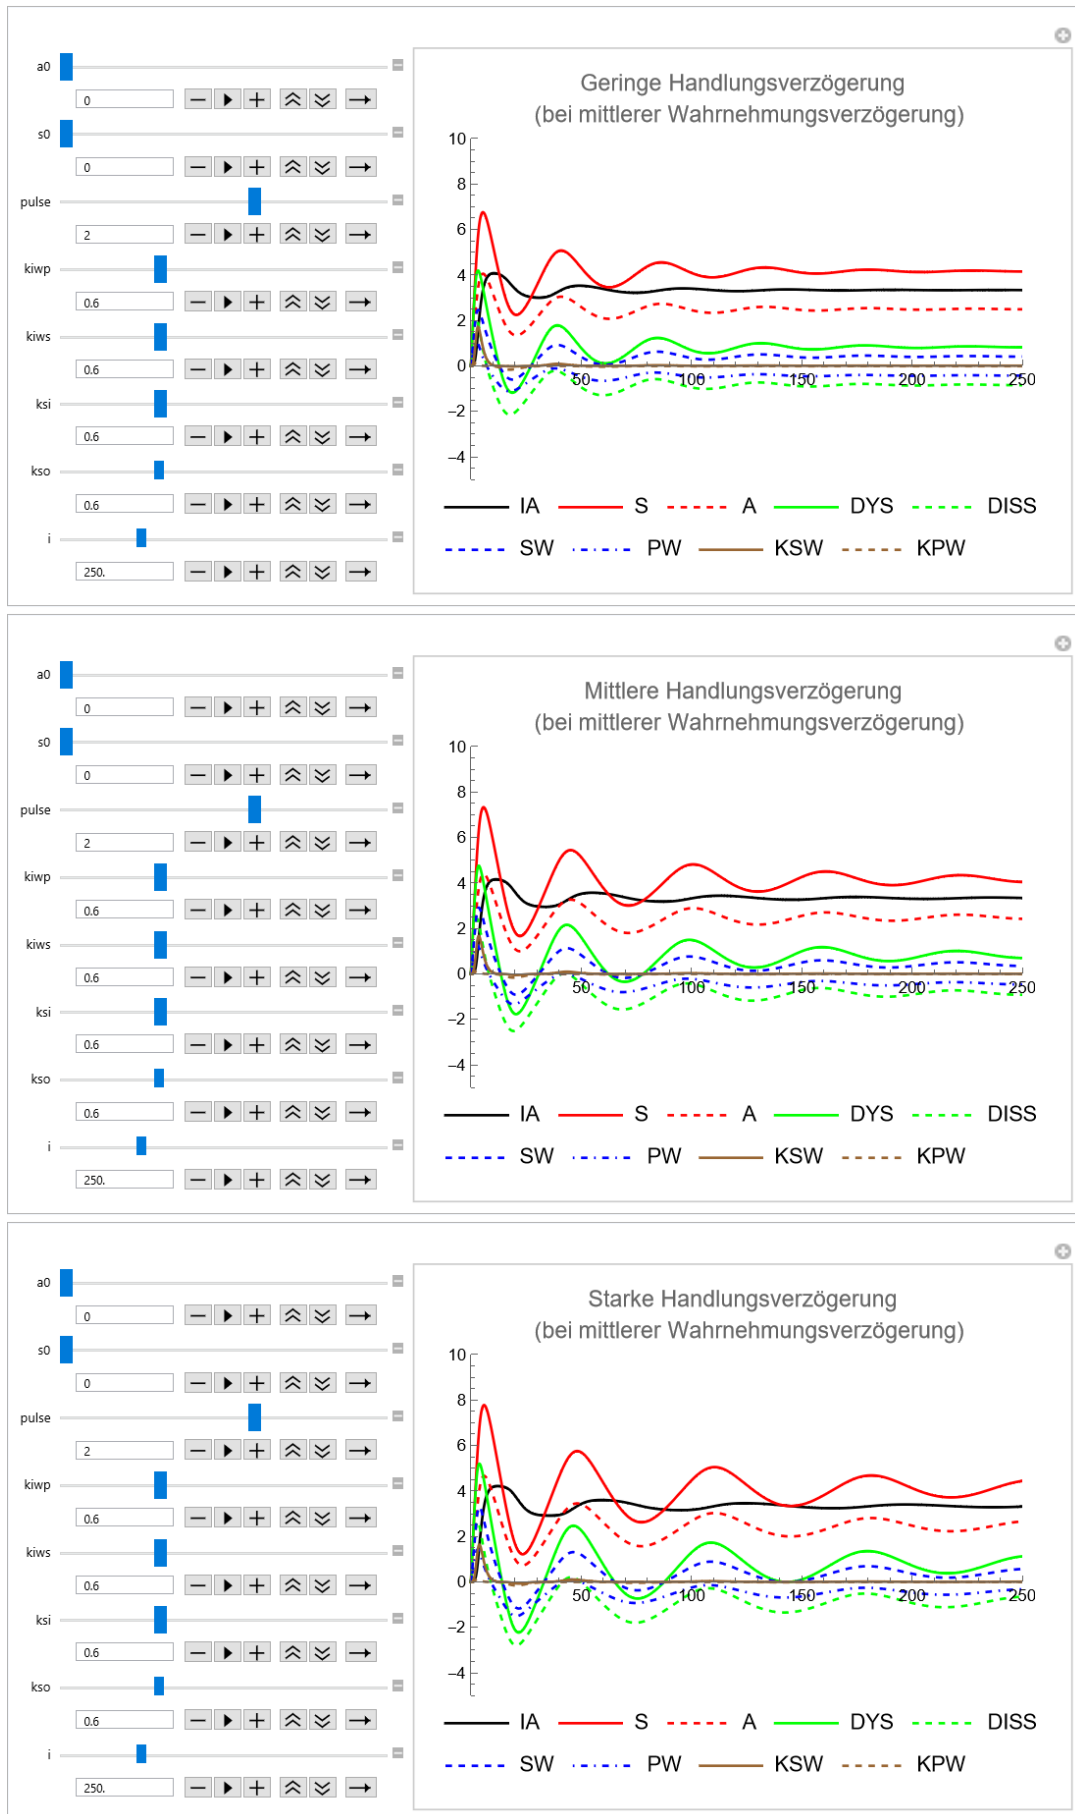 a0
0
s0
0
pulse
2
kiwp
0.6
kiws
0.6
ksi
0.6
kso
0.6
i
250.
Geringe Handlungsverzögerung
(bei mittlerer Wahrnehmungsverzögerung)
10
8
6
4
2
0
−2
−4
50 100 150 200 250
IA S A DYS DISS
SW PW KSW KPW
a0
0
s0
0
pulse
2
kiwp
0.6
kiws
0.6
ksi
0.6
kso
0.6
i
250.
Mittlere Handlungsverzögerung
(bei mittlerer Wahrnehmungsverzögerung)
10
8
6
4
2
0
−2
−4
50 100 150 200 250
IA S A DYS DISS
SW PW KSW KPW
a0
0
s0
0
pulse
2
kiwp
0.6
kiws
0.6
ksi
0.6
kso
0.6
i
250.
Starke Handlungsverzögerung
(bei mittlerer Wahrnehmungsverzögerung)
10
8
6
4
2
0
−2
−4
50 100 150 200 250
IA S A DYS DISS
SW PW KSW KPW